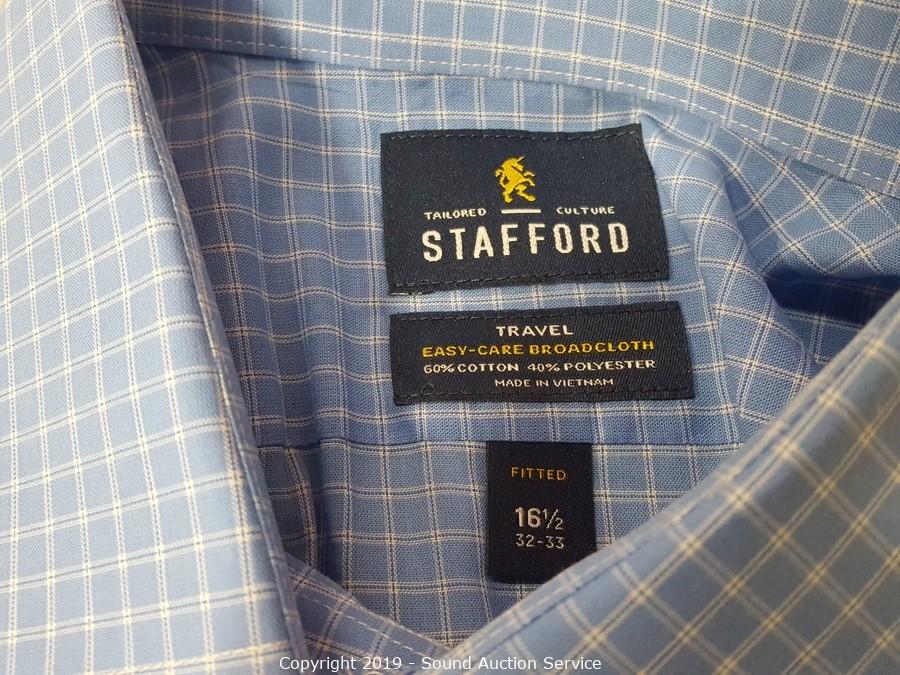 TAILORED CULTURE
STAFFORD
TRAVEL
EASY-CARE BROADCLOTH
60% COTTON 40% POLYESTER
MADE IN VIETNAM
FITTED
16½
32-33
Copyright 2019 - Sound Auction Service